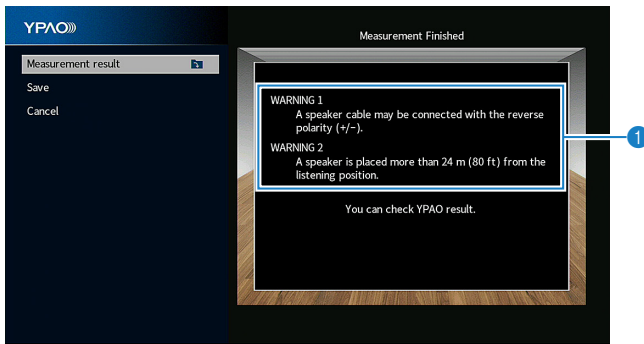 YPAO
Measurement Finished
Measurement result
Save
Cancel
WARNING 1
A speaker cable may be connected with the reverse
polarity (+/-).
WARNING 2
A speaker is placed more than 24 m (80 ft) from the
listening position.
1
You can check YPAO result.